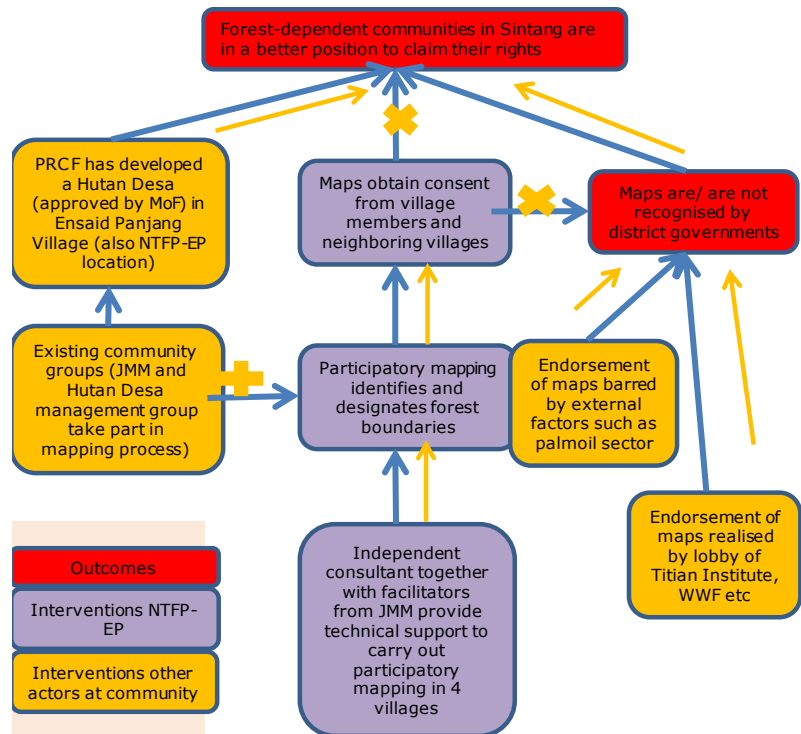 Forest-dependent communities in Sintang are
in a better position to claim their rights
PRCF has developed
a Hutan Desa
(approved by MoF) in
Ensaid Panjang
Village (also NTFP-EP
location)
Maps obtain consent
from village
members and
neighboring villages
Maps are/ are not
recognised by
district governments
Existing community
groups (JMM and
Hutan Desa
management group
take part in
mapping process)
Participatory mapping
identifies and
designates forest
boundaries
Endorsement
of maps barred
by external
factors such as
palmoil sector
Endorsement of
maps realised
by lobby of
Titian Institute,
WWF etc
Independent
consultant together
with facilitators
from JMM provide
technical support to
carry out
participatory
mapping in 4
villages
Outcomes
Interventions NTFP-
EP
Interventions other
actors at community